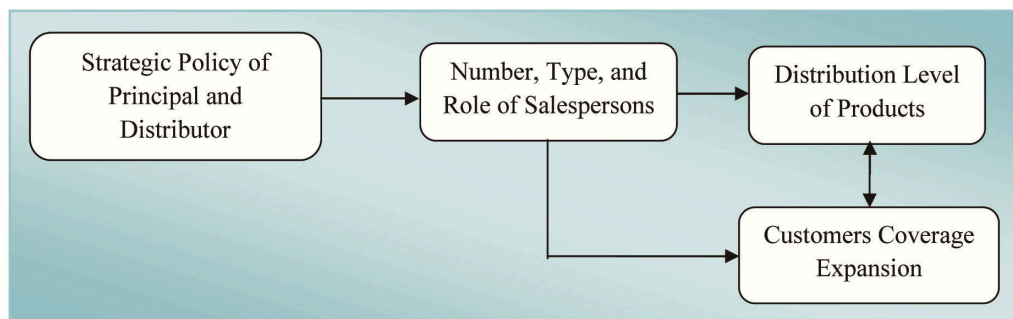 Strategic Policy of
Principal and
Distributor
Number, Type, and
Role of Salespersons
Distribution Level
of Products
Customers Coverage
Expansion